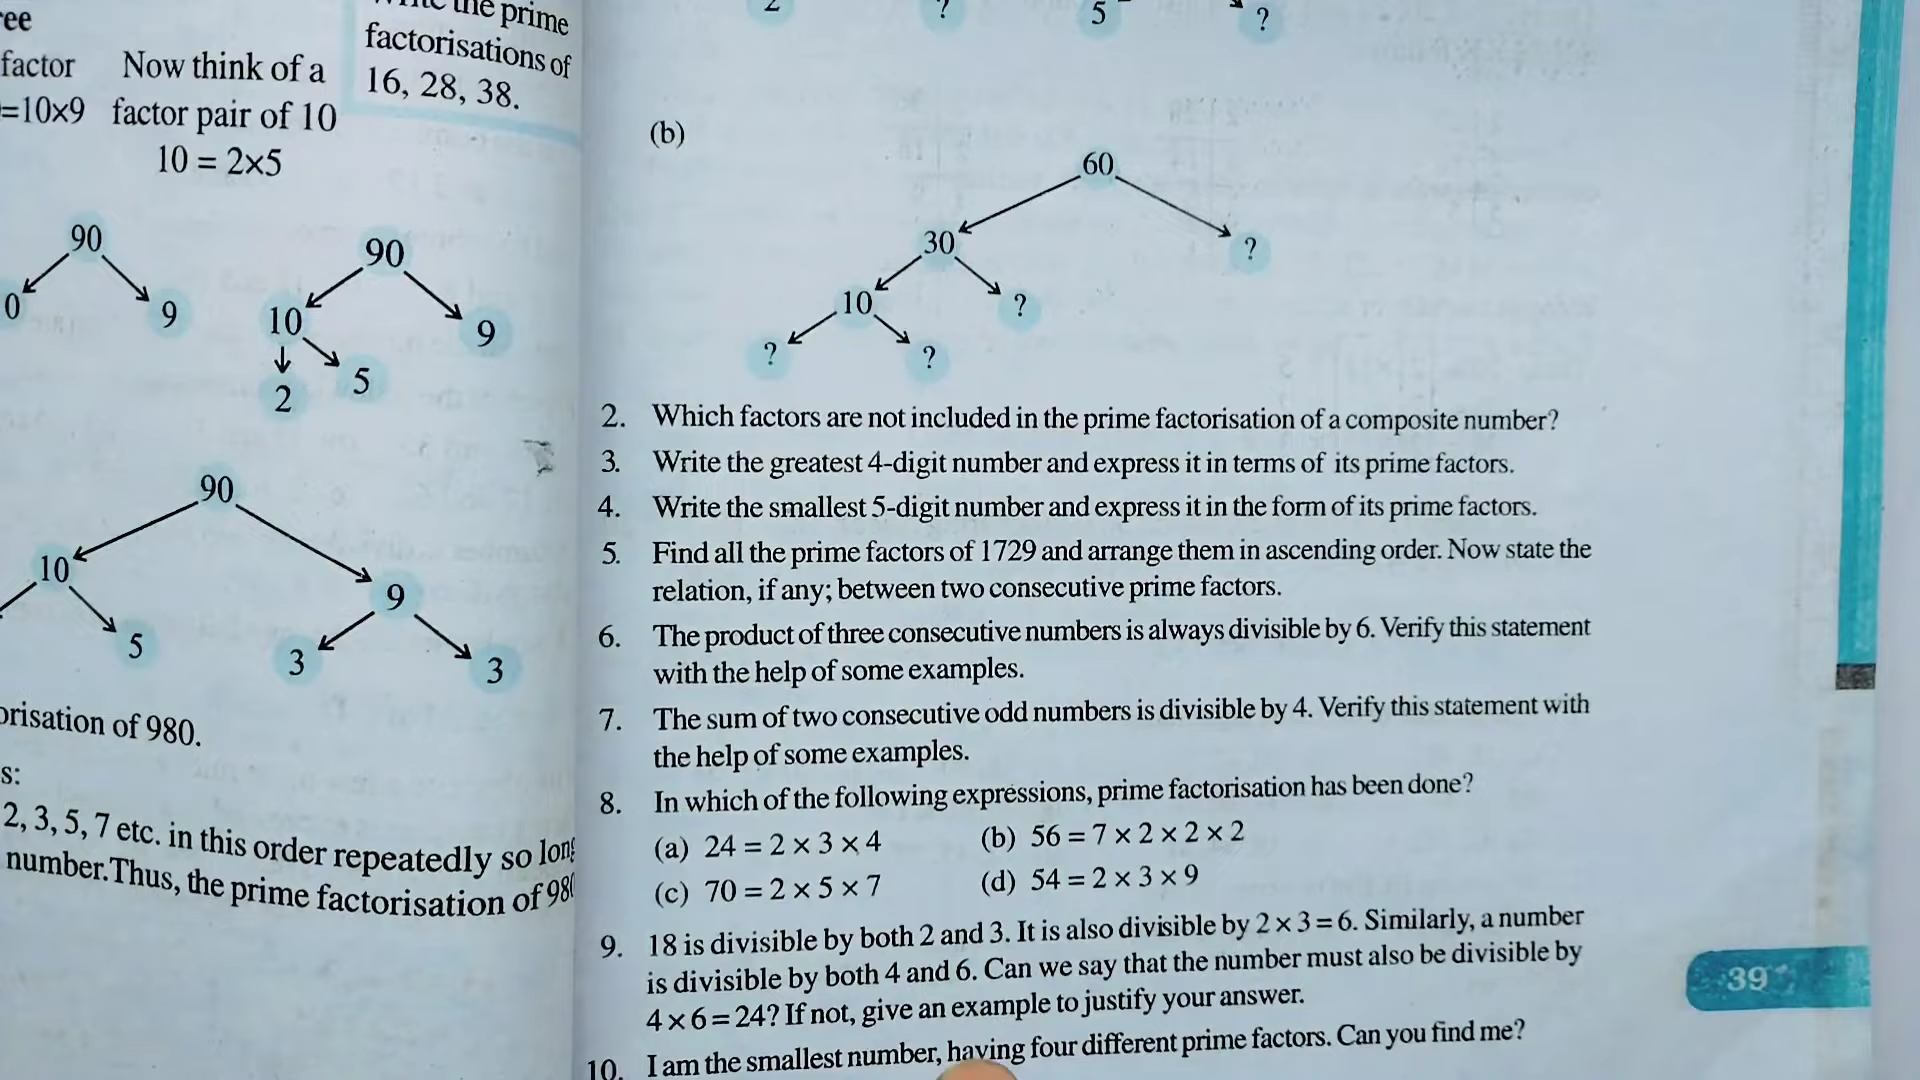 ree
factor Now think of a
=10x9 factor pair of 10
10 = 2x5
the prime
factorisations of
16, 28, 38.
90
0 9
90
10 9
2 5
90
10 9
5 3 3
orisation of 980.
s:
2, 3, 5, 7 etc. in this order repeatedly so long
number.Thus, the prime factorisation of 980
? 5 ?
(b)
60
30 ?
10 ?
? ?
2. Which factors are not included in the prime factorisation of a composite number?
3. Write the greatest 4-digit number and express it in terms of its prime factors.
4. Write the smallest 5-digit number and express it in the form of its prime factors.
5. Find all the prime factors of 1729 and arrange them in ascending order. Now state the
relation, if any; between two consecutive prime factors.
6. The product of three consecutive numbers is always divisible by 6. Verify this statement
with the help of some examples.
7. The sum of two consecutive odd numbers is divisible by 4. Verify this statement with
the help of some examples.
8. In which of the following expressions, prime factorisation has been done?
(a) 24 = 2 × 3 × 4 (b) 56 = 7 × 2 × 2 × 2
(c) 70 = 2 × 5 × 7 (d) 54 = 2 × 3 × 9
9. 18 is divisible by both 2 and 3. It is also divisible by 2 × 3 = 6. Similarly, a number
is divisible by both 4 and 6. Can we say that the number must also be divisible by
4 × 6 = 24? If not, give an example to justify your answer.
10. I am the smallest number, having four different prime factors. Can you find me?
39